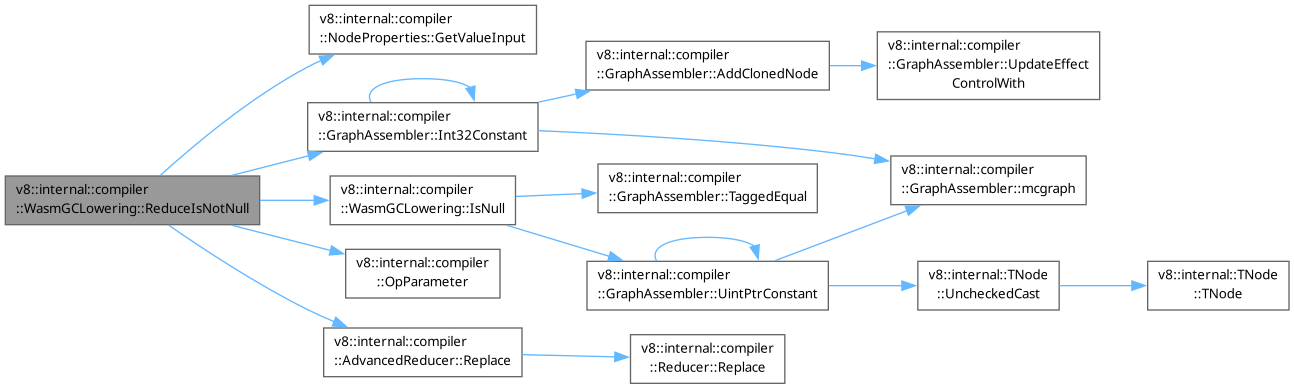 v8::internal::compiler
::WasmGCLowering::ReduceIsNotNull
v8::internal::compiler
::NodeProperties::GetValueInput
v8::internal::compiler
::GraphAssembler::Int32Constant
v8::internal::compiler
::WasmGCLowering::IsNull
v8::internal::compiler
::OpParameter
v8::internal::compiler
::AdvancedReducer::Replace
v8::internal::compiler
::GraphAssembler::AddClonedNode
v8::internal::compiler
::GraphAssembler::TaggedEqual
v8::internal::compiler
::GraphAssembler::UintPtrConstant
v8::internal::compiler
::Reducer::Replace
v8::internal::compiler
::GraphAssembler::UpdateEffect
ControlWith
v8::internal::compiler
::GraphAssembler::mcgraph
v8::internal::TNode
::UncheckedCast
v8::internal::TNode
::TNode